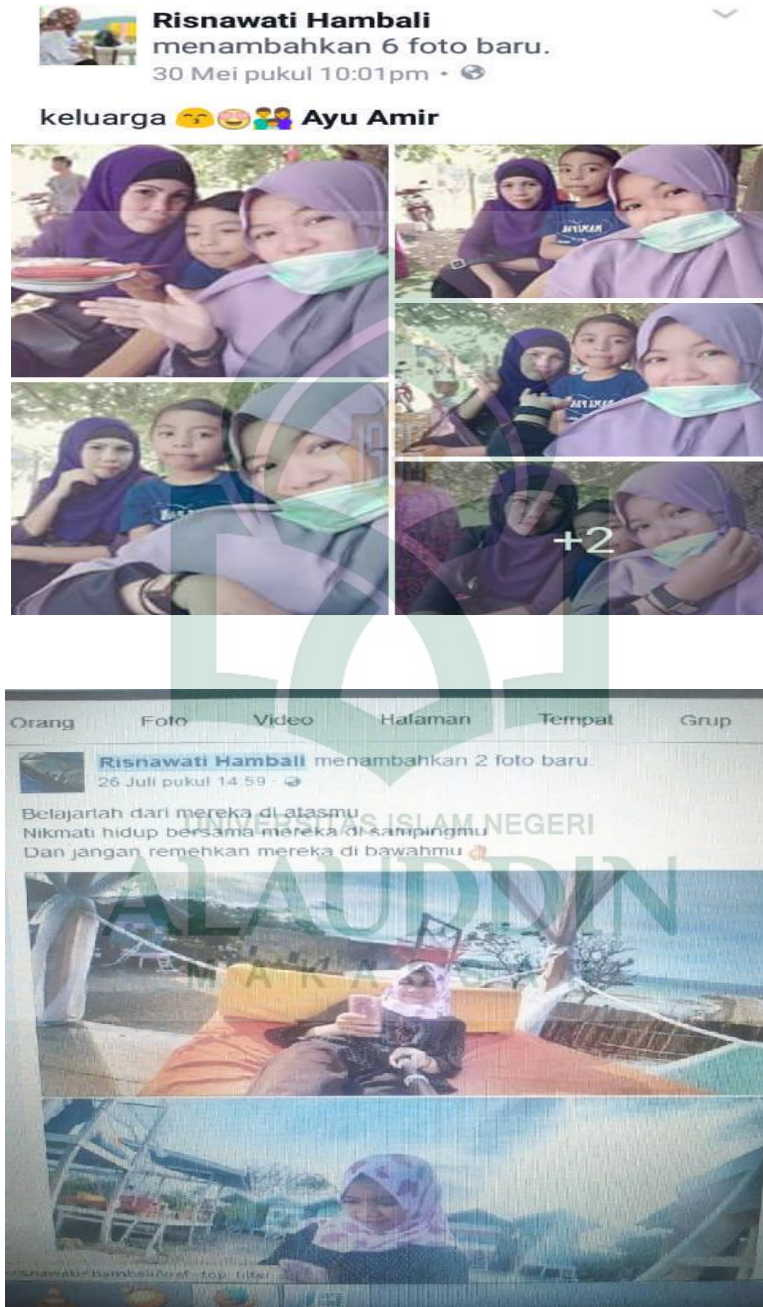 Risnawati Hambali
menambahkan 6 foto baru.
30 Mei pukul 10:01pm •
keluarga 😙😍👫 Ayu Amir
+2
Orang Foto Video Halaman Tempat Grup
Risnawati Hambali menambahkan 2 foto baru.
26 Juli pukul 14.59 ·
Belajarlah dari mereka di atasmu
Nikmati hidup bersama mereka di sampingmu
Dan jangan remehkan mereka di bawahmu 👌
UNIVERSITAS ISLAM NEGERI
ALAUDDIN
MAKASSAR